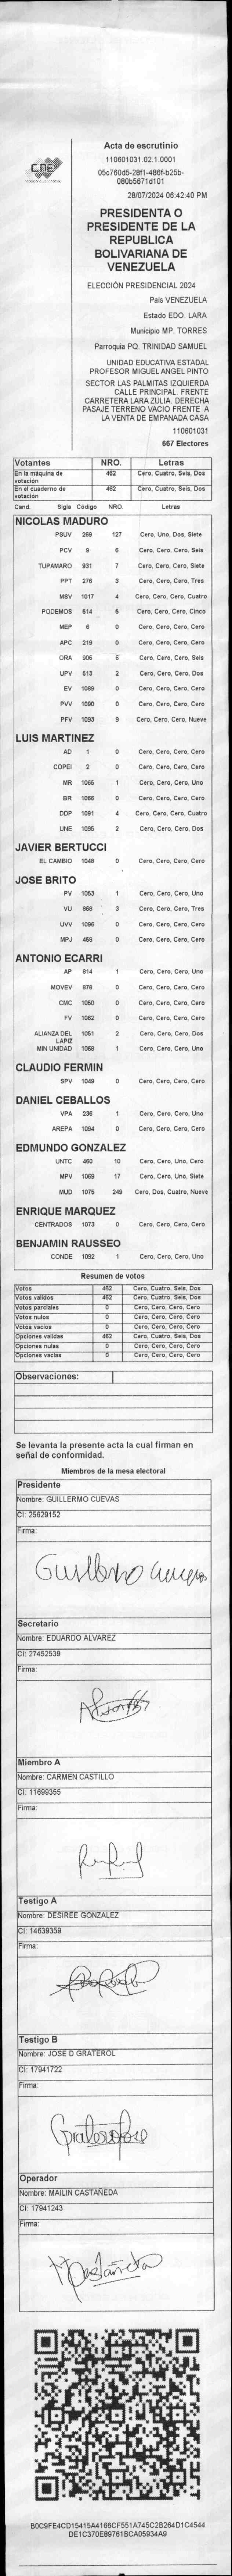 CNE
Acta de escrutinio
110601031.02.1.0001
05c760d5-28f1-486f-b25b-
080b5671d101
28/07/2024 06:42:40 PM
PRESIDENTA O
PRESIDENTE DE LA
REPUBLICA
BOLIVARIANA DE
VENEZUELA
ELECCIÓN PRESIDENCIAL 2024
País VENEZUELA
Estado EDO. LARA
Municipio MP. TORRES
Parroquia PQ. TRINIDAD SAMUEL
UNIDAD EDUCATIVA ESTADAL
PROFESOR MIGUEL ANGEL PINTO
SECTOR LAS PALMITAS IZQUIERDA
CALLE PRINCIPAL. FRENTE
CARRETERA LARA ZULIA. DERECHA
PASAJE TERRENO VACIO FRENTE A
LA VENTA DE EMPANADA CASA
110601031
667 Electores
Votantes NRO. Letras
En la máquina de votación 462 Cero, Cuatro, Seis, Dos
En el cuaderno de votación 462 Cero, Cuatro, Seis, Dos
Cand. Sigla Código NRO. Letras
NICOLAS MADURO
PSUV 269 127 Cero, Uno, Dos, Siete
PCV 9 6 Cero, Cero, Cero, Seis
TUPAMARO 931 7 Cero, Cero, Cero, Siete
PPT 276 3 Cero, Cero, Cero, Tres
MSV 1017 4 Cero, Cero, Cero, Cuatro
PODEMOS 514 5 Cero, Cero, Cero, Cinco
MEP 6 0 Cero, Cero, Cero, Cero
APC 219 0 Cero, Cero, Cero, Cero
ORA 906 6 Cero, Cero, Cero, Seis
UPV 513 2 Cero, Cero, Cero, Dos
EV 1089 0 Cero, Cero, Cero, Cero
PVV 1090 0 Cero, Cero, Cero, Cero
PFV 1093 9 Cero, Cero, Cero, Nueve
LUIS MARTINEZ
AD 1 0 Cero, Cero, Cero, Cero
COPEI 2 0 Cero, Cero, Cero, Cero
MR 1065 1 Cero, Cero, Cero, Uno
BR 1066 0 Cero, Cero, Cero, Cero
DDP 1091 4 Cero, Cero, Cero, Cuatro
UNE 1095 2 Cero, Cero, Cero, Dos
JAVIER BERTUCCI
EL CAMBIO 1048 0 Cero, Cero, Cero, Cero
JOSE BRITO
PV 1053 1 Cero, Cero, Cero, Uno
VU 968 3 Cero, Cero, Cero, Tres
UVV 1096 0 Cero, Cero, Cero, Cero
MPJ 458 0 Cero, Cero, Cero, Cero
ANTONIO ECARRI
AP 814 1 Cero, Cero, Cero, Uno
MOVEV 878 0 Cero, Cero, Cero, Cero
CMC 1050 0 Cero, Cero, Cero, Cero
FV 1062 0 Cero, Cero, Cero, Cero
ALIANZA DEL LAPIZ 1051 2 Cero, Cero, Cero, Dos
MIN UNIDAD 1068 1 Cero, Cero, Cero, Uno
CLAUDIO FERMIN
SPV 1049 0 Cero, Cero, Cero, Cero
DANIEL CEBALLOS
VPA 236 1 Cero, Cero, Cero, Uno
AREPA 1094 0 Cero, Cero, Cero, Cero
EDMUNDO GONZALEZ
UNTC 460 10 Cero, Cero, Uno, Cero
MPV 1069 17 Cero, Cero, Uno, Siete
MUD 1075 249 Cero, Dos, Cuatro, Nueve
ENRIQUE MARQUEZ
CENTRADOS 1073 0 Cero, Cero, Cero, Cero
BENJAMIN RAUSSEO
CONDE 1092 1 Cero, Cero, Cero, Uno
Resumen de votos
Votos 462 Cero, Cuatro, Seis, Dos
Votos validos 462 Cero, Cuatro, Seis, Dos
Votos parciales 0 Cero, Cero, Cero, Cero
Votos nulos 0 Cero, Cero, Cero, Cero
Votos vacios 0 Cero, Cero, Cero, Cero
Opciones validas 462 Cero, Cuatro, Seis, Dos
Opciones nulas 0 Cero, Cero, Cero, Cero
Opciones vacias 0 Cero, Cero, Cero, Cero
Observaciones:
Se levanta la presente acta la cual firman en
señal de conformidad.
Miembros de la mesa electoral
Presidente
Nombre: GUILLERMO CUEVAS
CI: 25629152
Firma:
Guillermo Cuevas
Secretario
Nombre: EDUARDO ALVAREZ
CI: 27452539
Firma:
Miembro A
Nombre: CARMEN CASTILLO
CI: 11699355
Firma:
Testigo A
Nombre: DESIREE GONZALEZ
CI: 14639359
Firma:
Testigo B
Nombre: JOSE D GRATEROL
CI: 17941722
Firma:
Operador
Nombre: MAILIN CASTAÑEDA
CI: 17941243
Firma:
B0C9FE4CD15415A4166CF551A745C2B264D1C4544
DE1C370E89761BCA05934A9